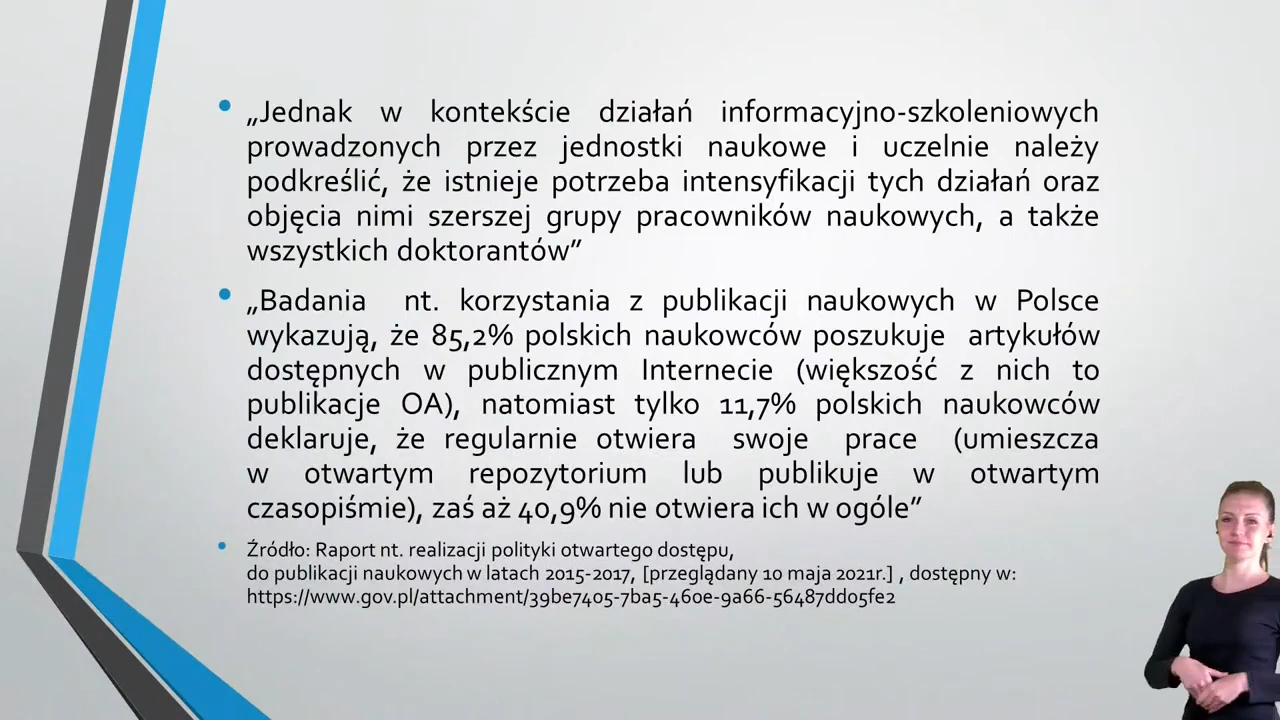 „Jednak w kontekście działań informacyjno-szkoleniowych
prowadzonych przez jednostki naukowe i uczelnie należy
podkreślić, że istnieje potrzeba intensyfikacji tych działań oraz
objęcia nimi szerszej grupy pracowników naukowych, a także
wszystkich doktorantów”
„Badania nt. korzystania z publikacji naukowych w Polsce
wykazują, że 85,2% polskich naukowców poszukuje artykułów
dostępnych w publicznym Internecie (większość z nich to
publikacje OA), natomiast tylko 11,7% polskich naukowców
deklaruje, że regularnie otwiera swoje prace (umieszcza
w otwartym repozytorium lub publikuje w otwartym
czasopiśmie), zaś aż 40,9% nie otwiera ich w ogóle”
Źródło: Raport nt. realizacji polityki otwartego dostępu,
do publikacji naukowych w latach 2015-2017, [przeglądany 10 maja 2021r.] , dostępny w:
https://www.gov.pl/attachment/39be7405-7ba5-460e-9a66-56487dd05fe2